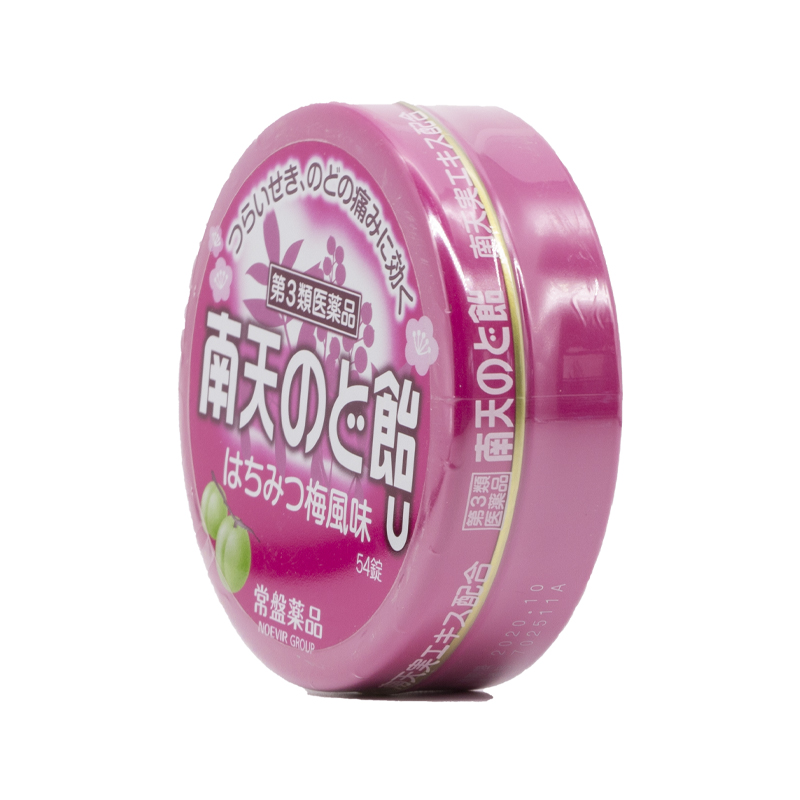 つらいせき、のどの痛みに効く
第3類医薬品
南天のど飴U
はちみつ梅風味
54錠
常盤薬品
NOEVIR GROUP
南天実エキス配合
南天のど飴
第3類
医薬品
南天実エキス配合
2020.10